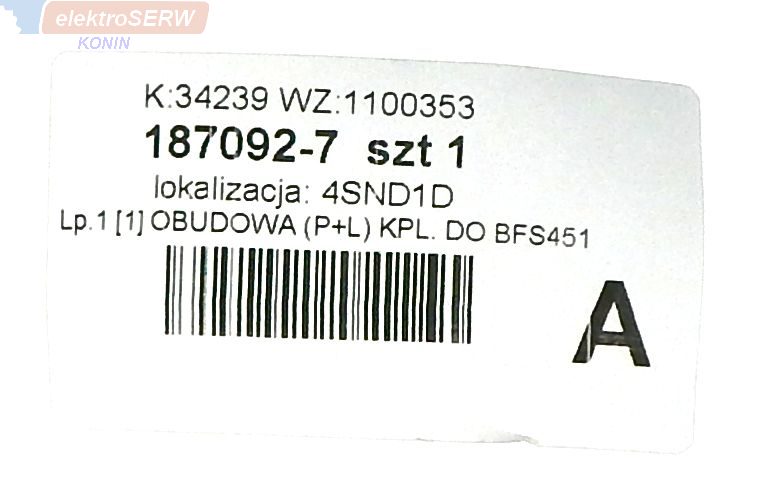 elektroSERW
KONIN
K:34239 WZ:1100353
187092-7 szt 1
lokalizacja: 4SND1D
Lp.1 [1] OBUDOWA (P+L) KPL. DO BFS451
A